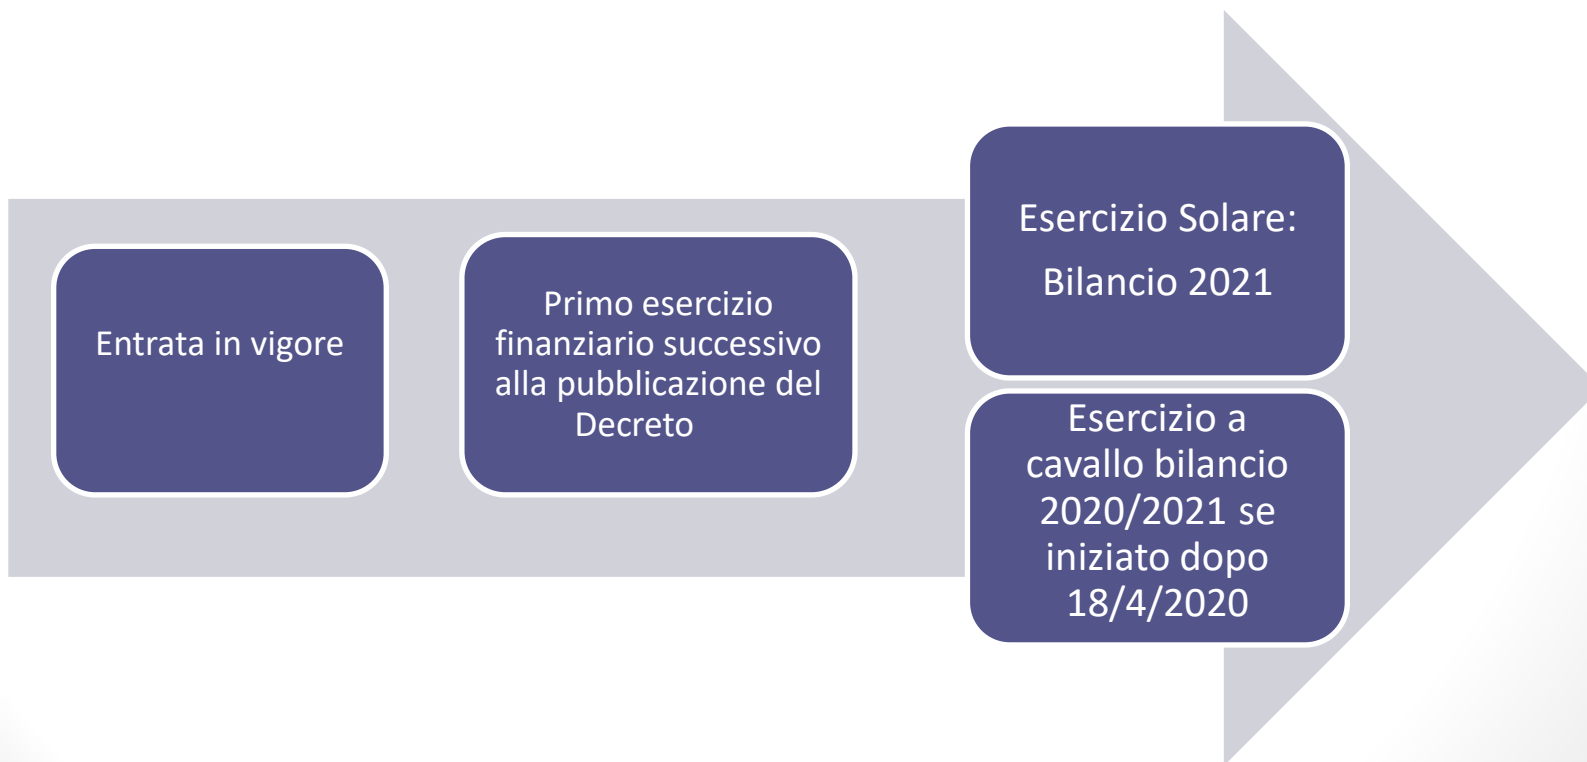 Entrata in vigore
Primo esercizio
finanziario successivo
alla pubblicazione del
Decreto
Esercizio Solare:
Bilancio 2021
Esercizio a
cavallo bilancio
2020/2021 se
iniziato dopo
18/4/2020